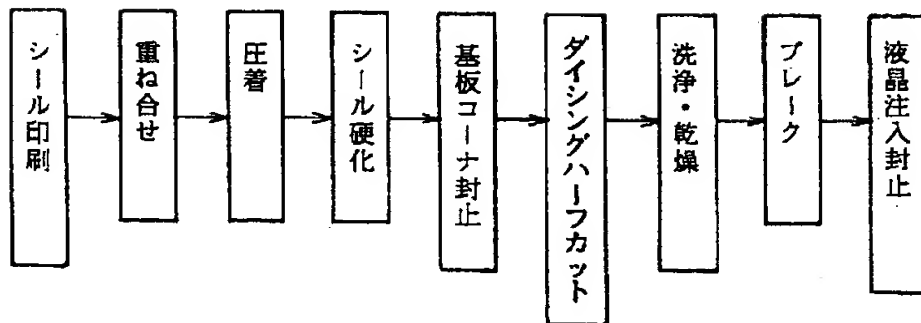 シール印刷
重ね合せ
圧着
シール硬化
基板コーナ封止
ダイシングハーフカット
洗浄・乾燥
ブレーク
液晶注入封止